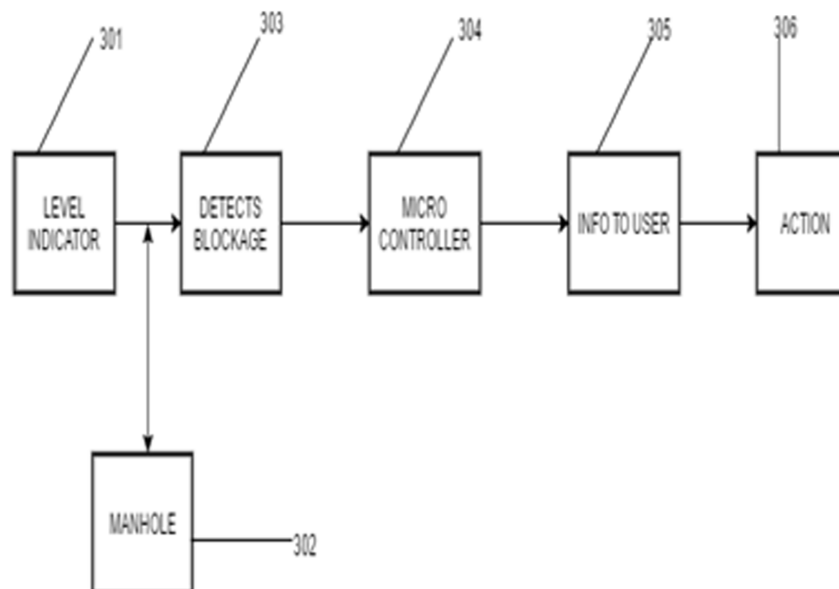 301
303
304
305
306
LEVEL
INDICATOR
DETECTS
BLOCKAGE
MICRO
CONTROLLER
INFO TO USER
ACTION
MANHOLE
302